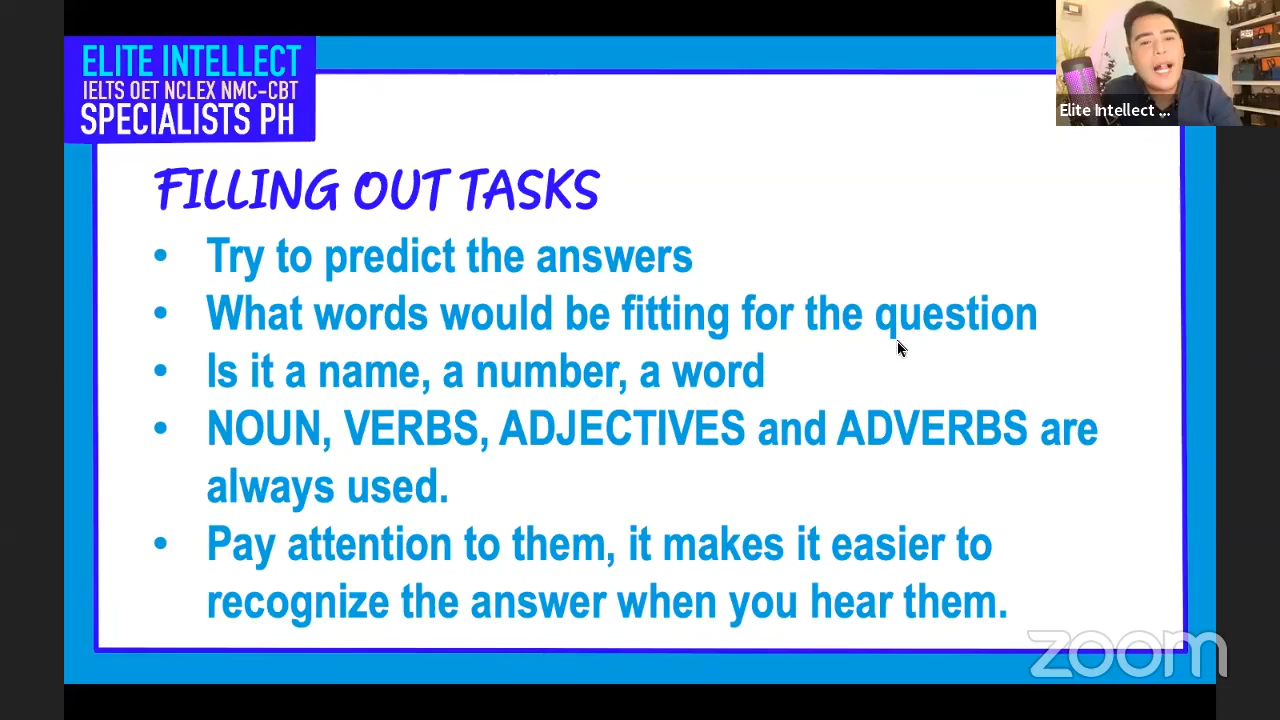 ELITE INTELLECT
IELTS OET NCLEX NMC-CBT
SPECIALISTS PH
Elite Intellect ...
FILLING OUT TASKS
• Try to predict the answers
• What words would be fitting for the question
• Is it a name, a number, a word
• NOUN, VERBS, ADJECTIVES and ADVERBS are
always used.
• Pay attention to them, it makes it easier to
recognize the answer when you hear them.
zoom